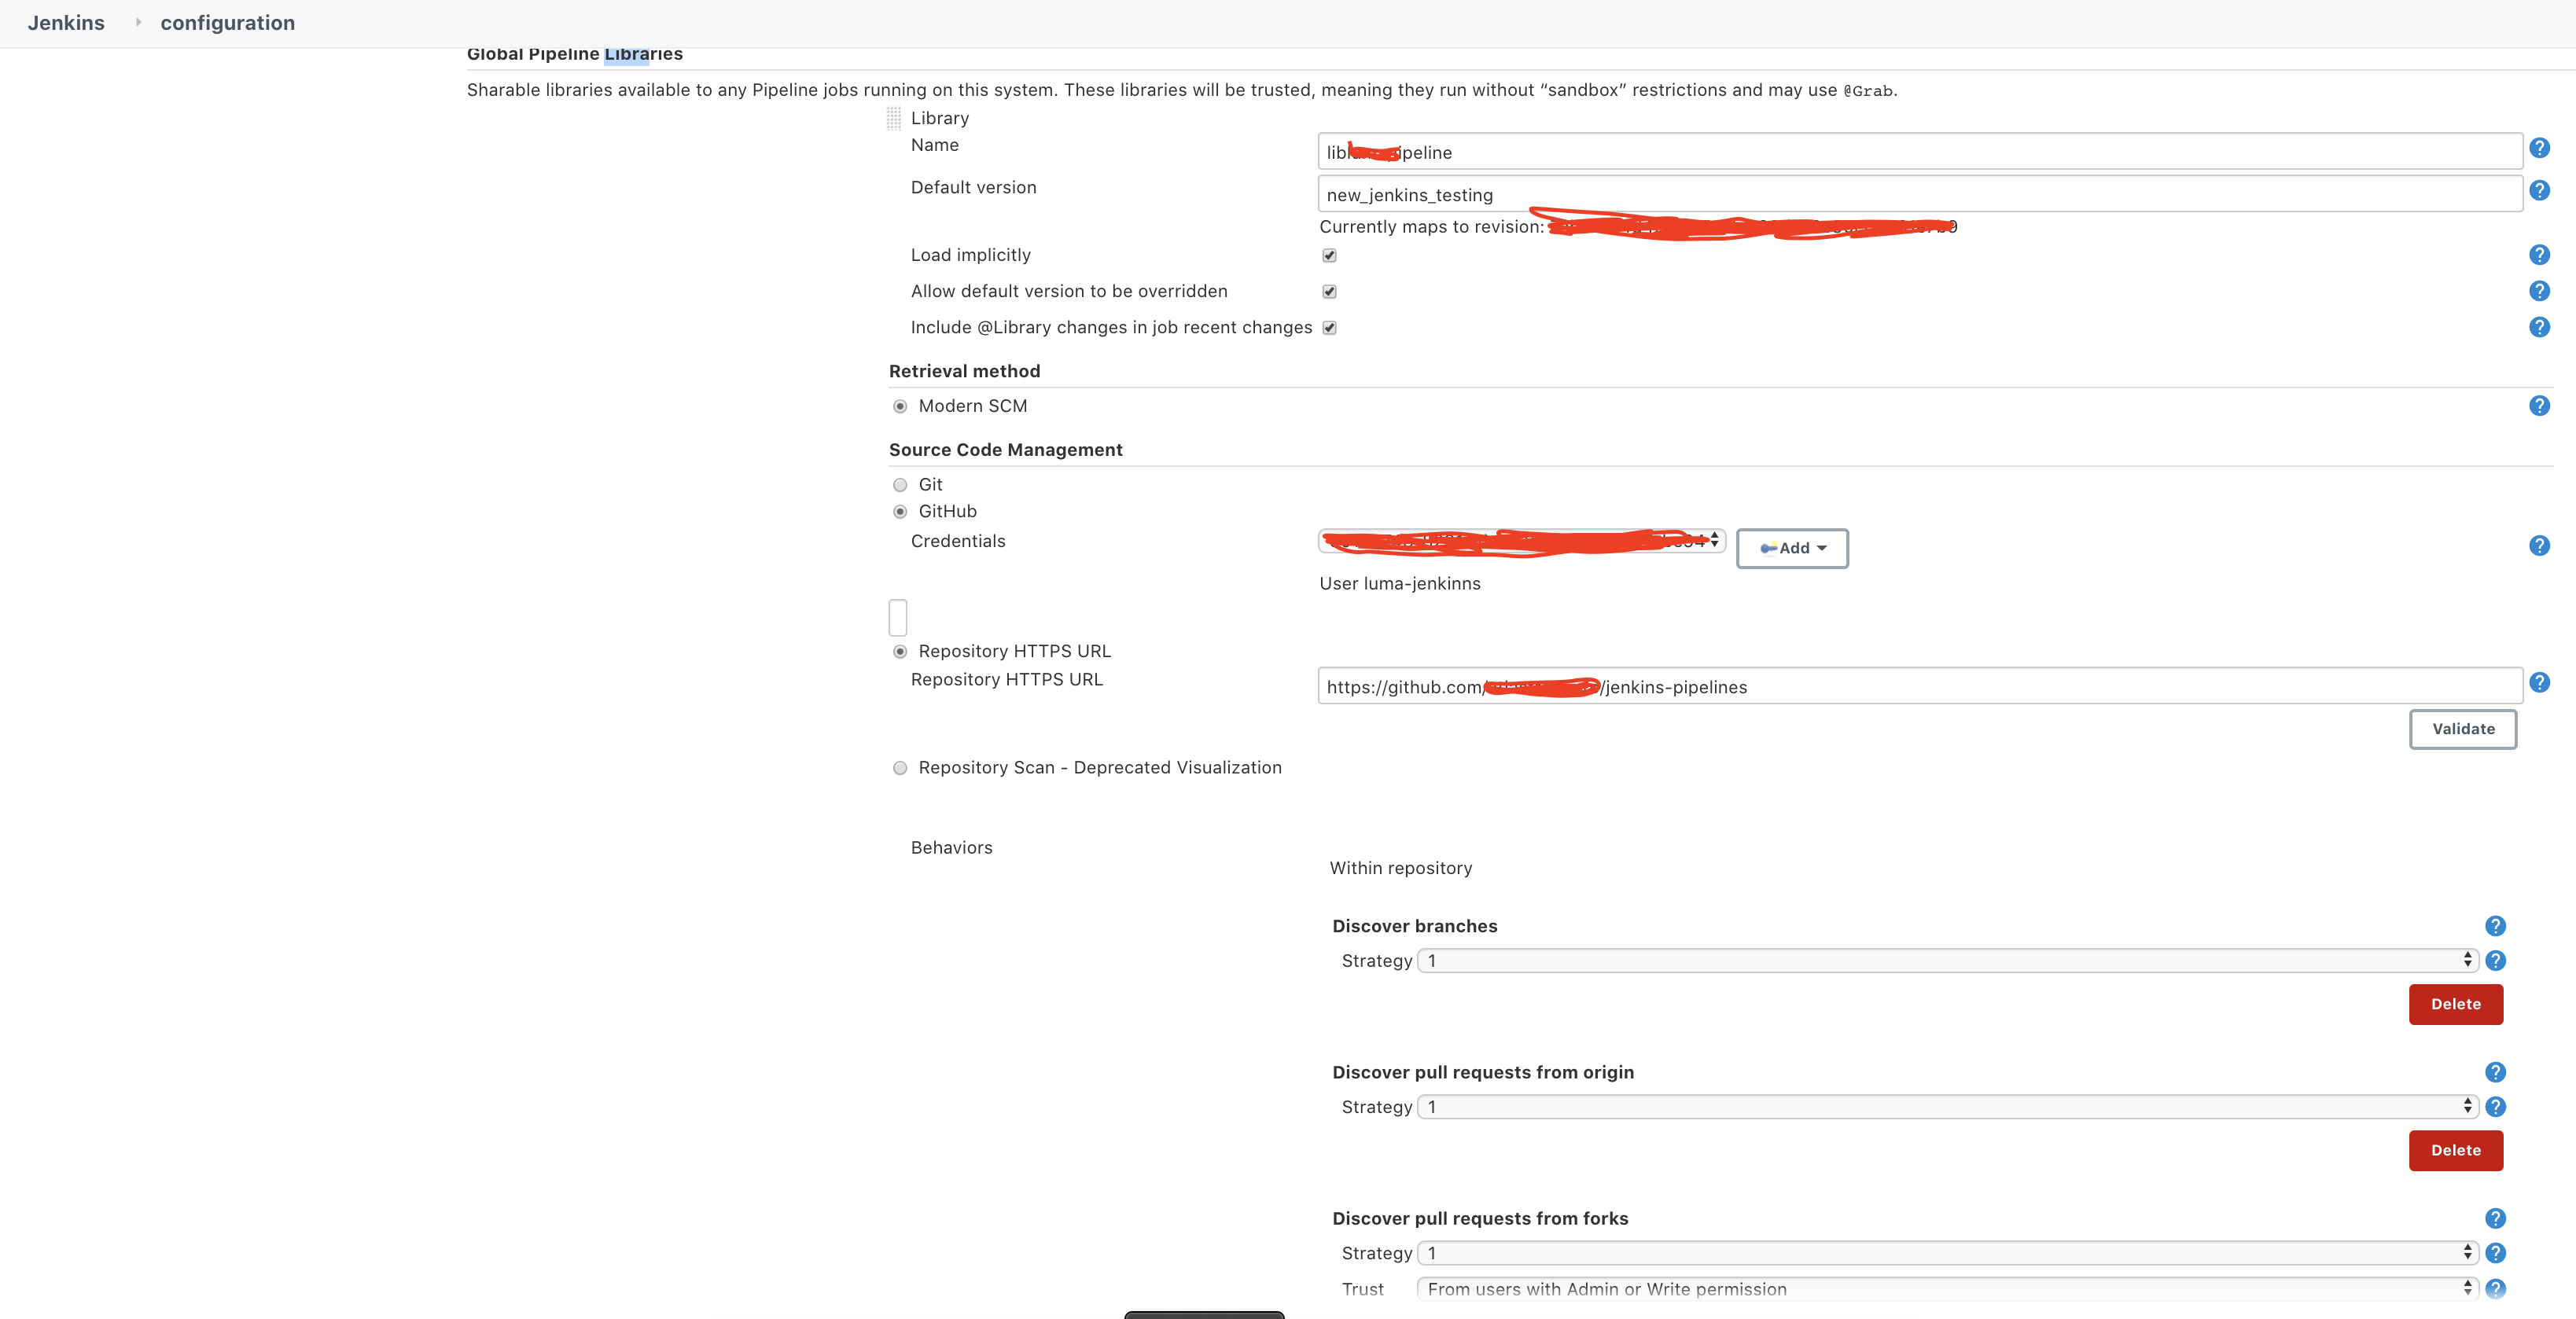 Jenkins configuration
Global Pipeline Libraries
Sharable libraries available to any Pipeline jobs running on this system. These libraries will be trusted, meaning they run without “sandbox” restrictions and may use @Grab.
Library
Name
ipeline
Default version
new_jenkins_testing
Currently maps to revision:
Load implicitly
Allow default version to be overridden
Include @Library changes in job recent changes
Retrieval method
Modern SCM
Source Code Management
Git
GitHub
Credentials
Add
User luma-jenkinns
Repository HTTPS URL
Repository HTTPS URL
https://github.com/ /jenkins-pipelines
Validate
Repository Scan - Deprecated Visualization
Behaviors
Within repository
Discover branches
Strategy 1
Delete
Discover pull requests from origin
Strategy 1
Delete
Discover pull requests from forks
Strategy 1
Trust From users with Admin or Write permission